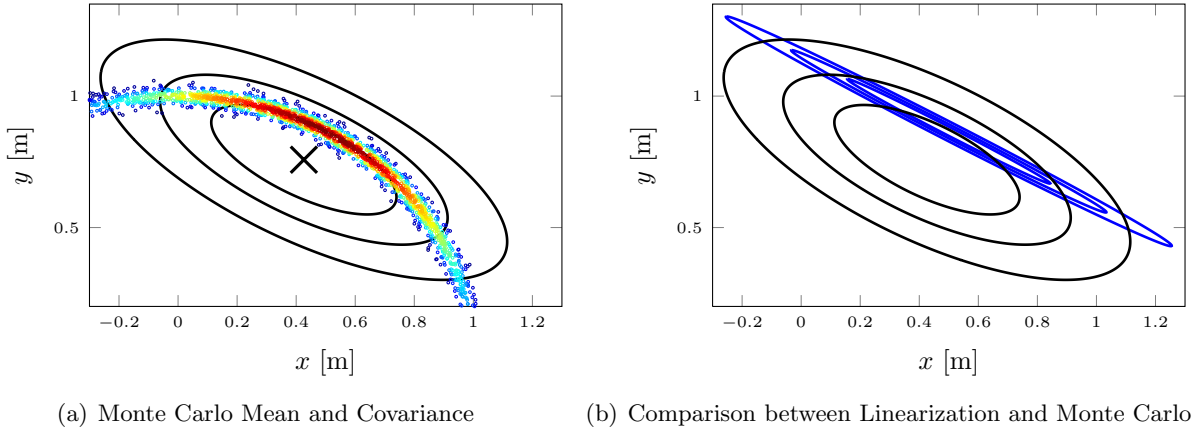 1
0.5
y [m]
−0.2 0 0.2 0.4 0.6 0.8 1 1.2
x [m]
(a) Monte Carlo Mean and Covariance
1
0.5
y [m]
−0.2 0 0.2 0.4 0.6 0.8 1 1.2
x [m]
(b) Comparison between Linearization and Monte Carlo